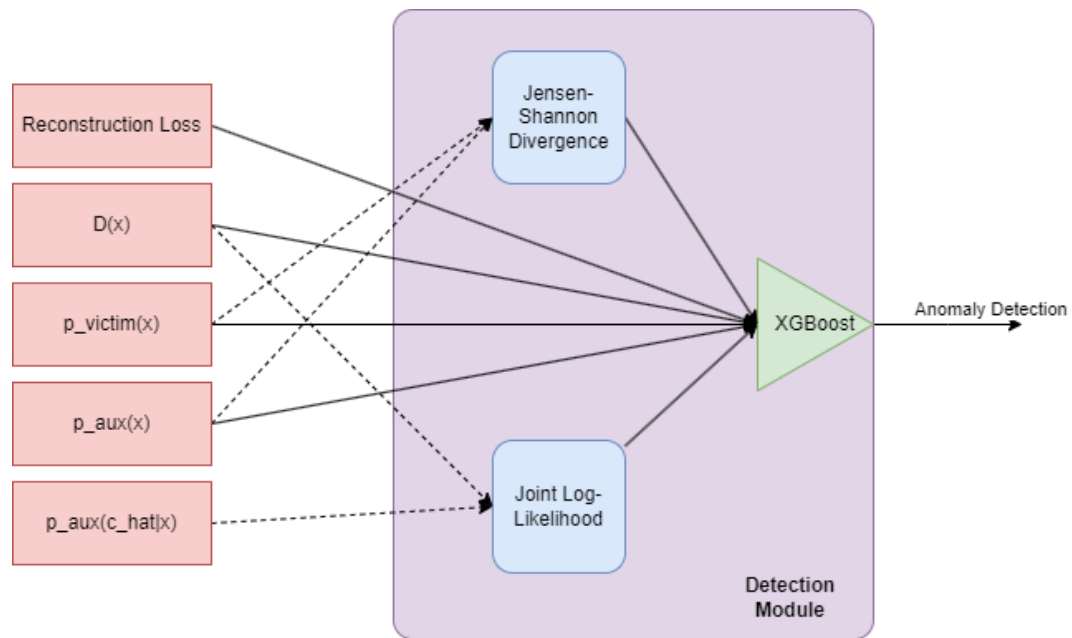 Reconstruction Loss
D(x)
p_victim(x)
p_aux(x)
p_aux(c_hat|x)
Jensen-
Shannon
Divergence
Joint Log-
Likelihood
XGBoost
Anomaly Detection
Detection
Module